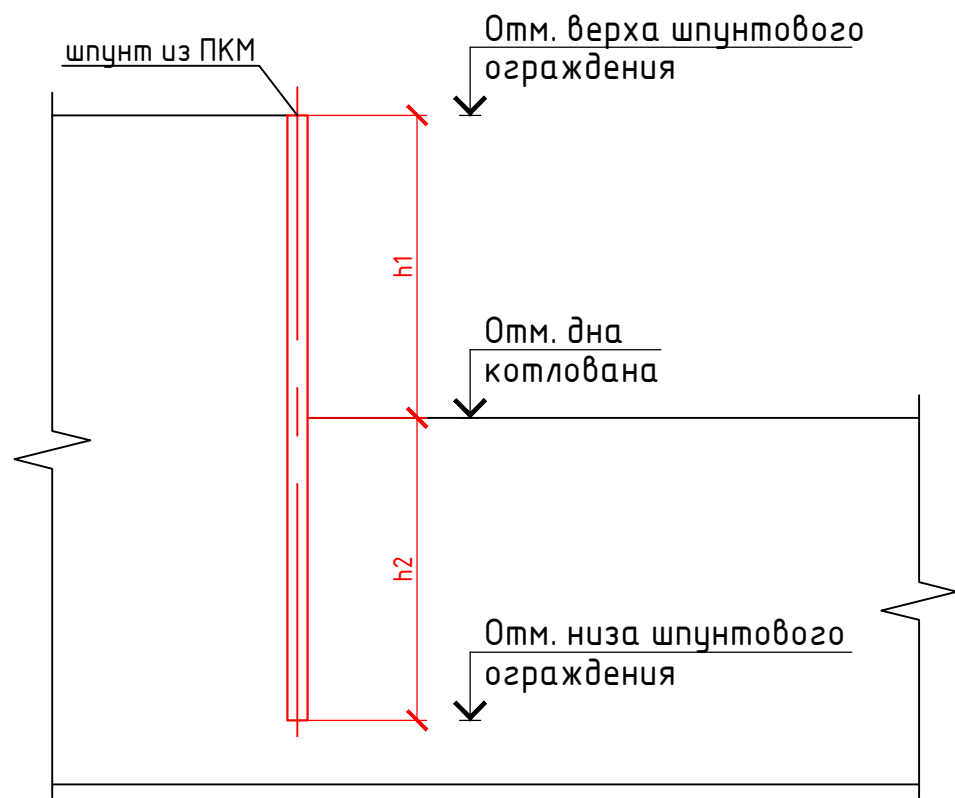 шпунт из ПКМ
Отм. верха шпунтового
ограждения
h1
Отм. дна
котлована
h2
Отм. низа шпунтового
ограждения